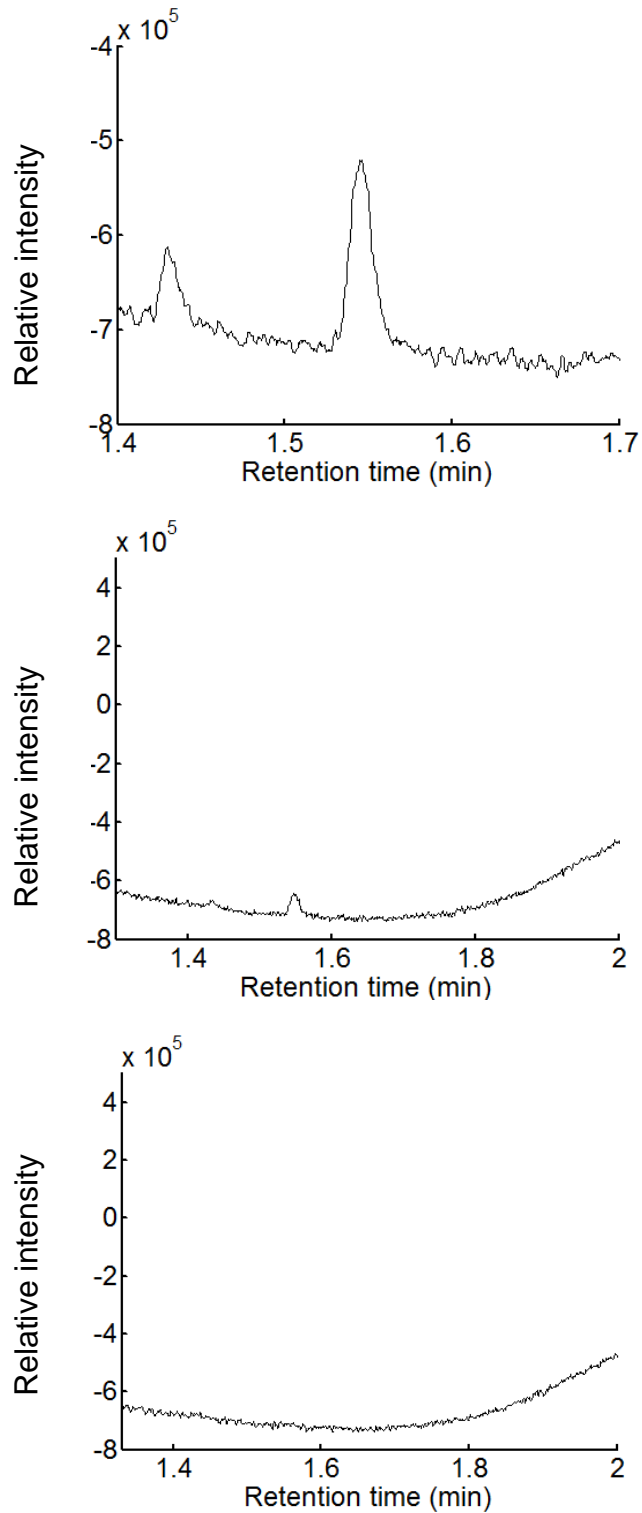 x 10^5
-4
-5
-6
-7
-8
Relative intensity
1.4 1.5 1.6 1.7
Retention time (min)
x 10^5
4
2
0
-2
-4
-6
-8
Relative intensity
1.4 1.6 1.8 2
Retention time (min)
x 10^5
4
2
0
-2
-4
-6
-8
Relative intensity
1.4 1.6 1.8 2
Retention time (min)